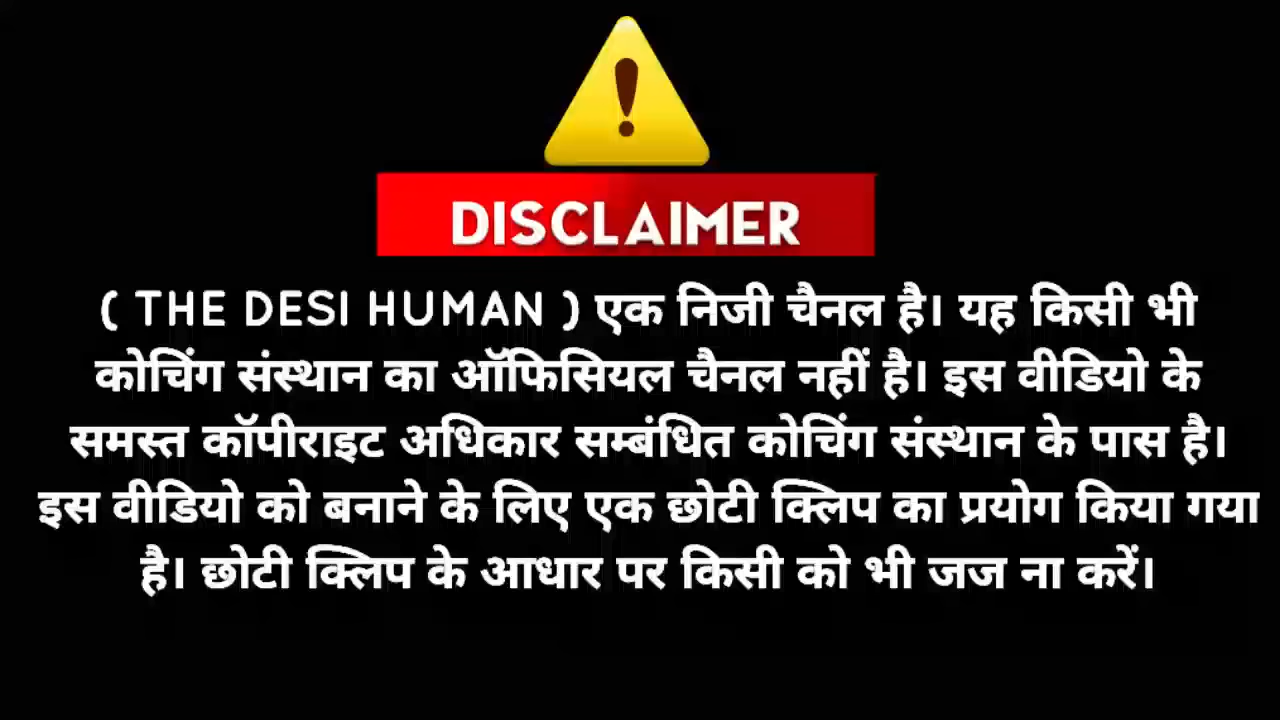 DISCLAIMER
( THE DESI HUMAN ) एक निजी चैनल है। यह किसी भी
कोचिंग संस्थान का ऑफिसियल चैनल नहीं है। इस वीडियो के
समस्त कॉपीराइट अधिकार सम्बंधित कोचिंग संस्थान के पास है।
इस वीडियो को बनाने के लिए एक छोटी क्लिप का प्रयोग किया गया
है। छोटी क्लिप के आधार पर किसी को भी जज ना करें।